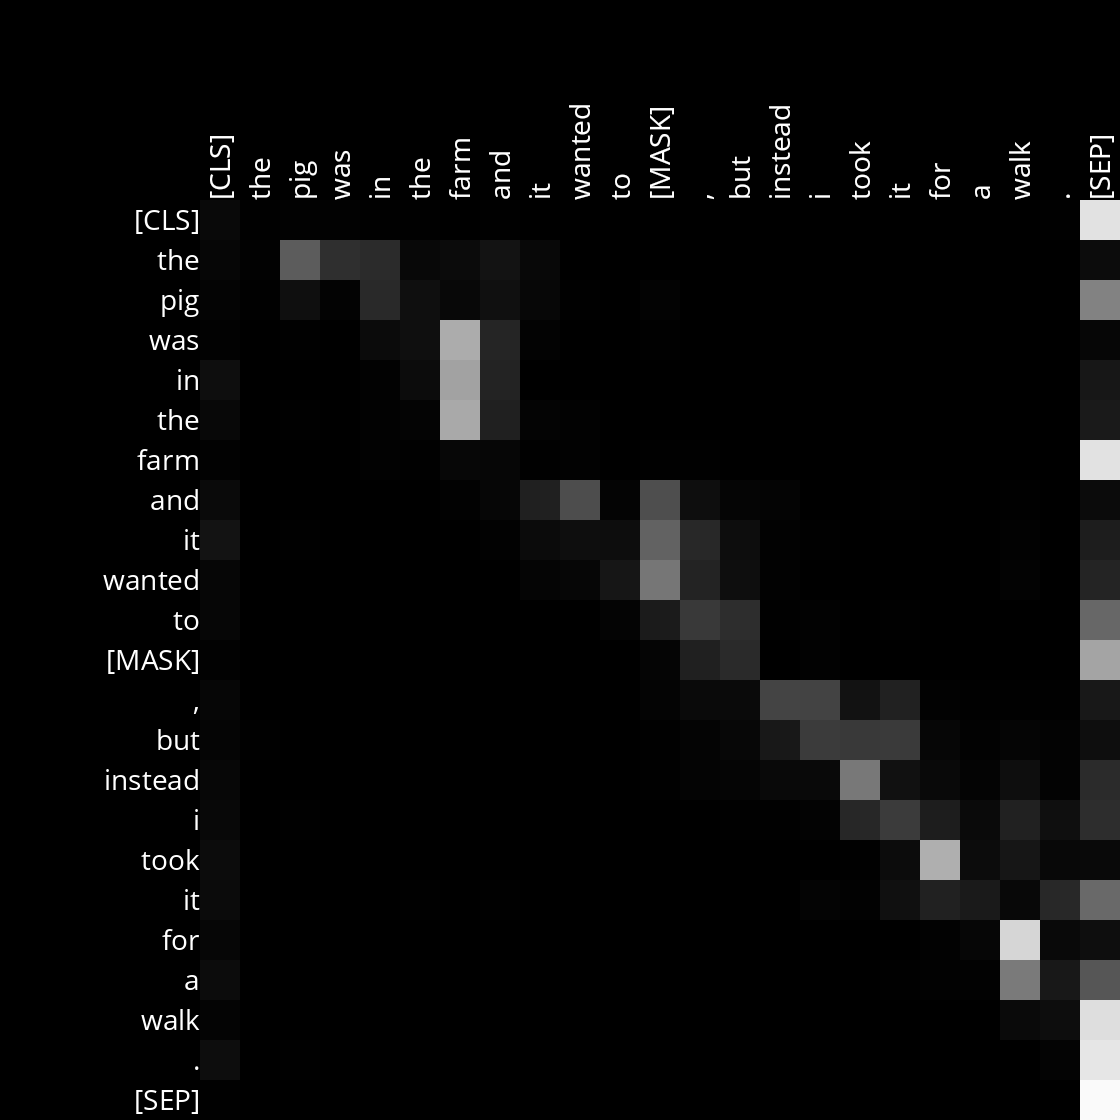 [CLS] the pig was in the farm and it wanted to [MASK] , but instead i took it for a walk . [SEP]
[CLS]
the
pig
was
in
the
farm
and
it
wanted
to
[MASK]
,
but
instead
i
took
it
for
a
walk
.
[SEP]